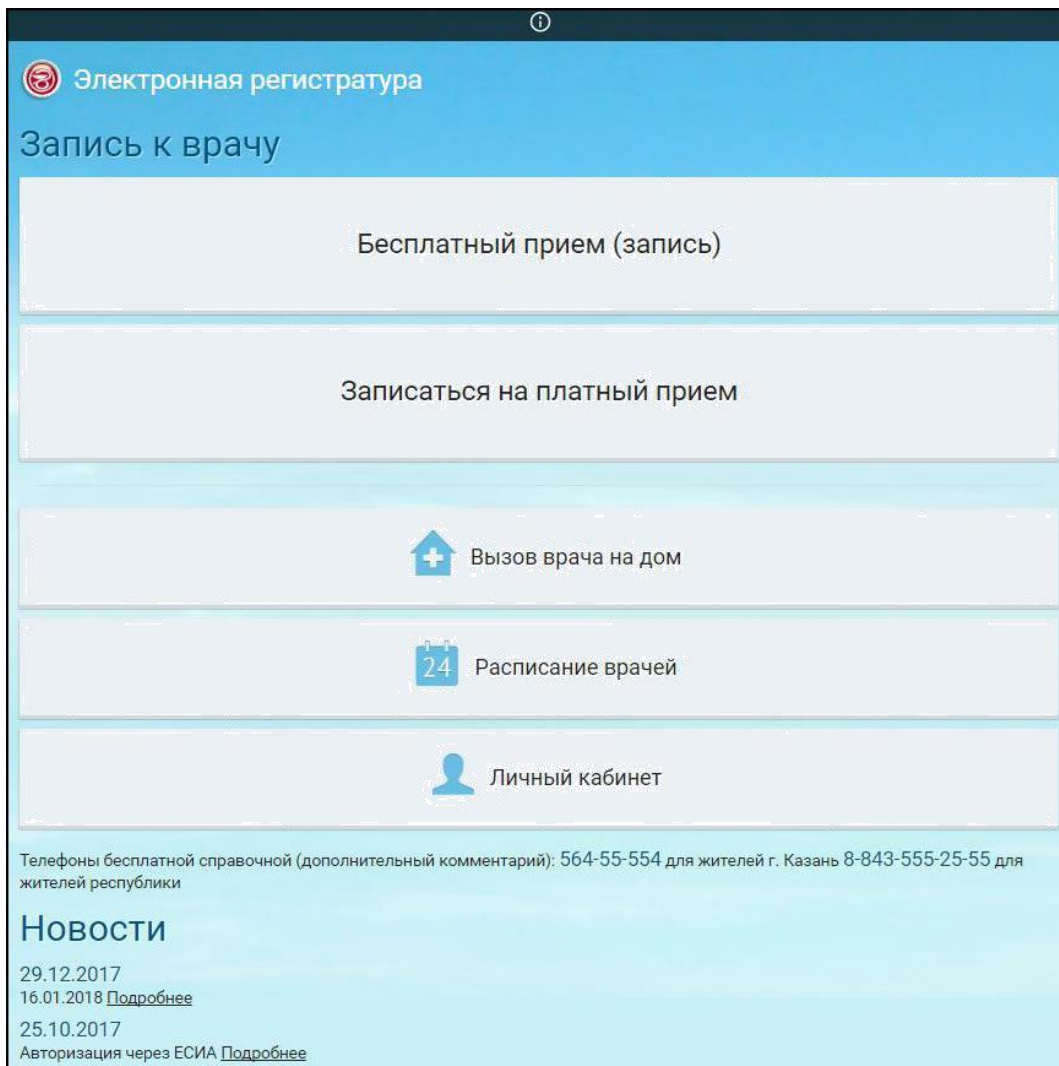 Электронная регистратура
Запись к врачу
Бесплатный прием (запись)
Записаться на платный прием
Вызов врача на дом
24 Расписание врачей
Личный кабинет
Телефоны бесплатной справочной (дополнительный комментарий): 564-55-554 для жителей г. Казань 8-843-555-25-55 для
жителей республики
Новости
29.12.2017
16.01.2018 Подробнее
25.10.2017
Авторизация через ЕСИА Подробнее